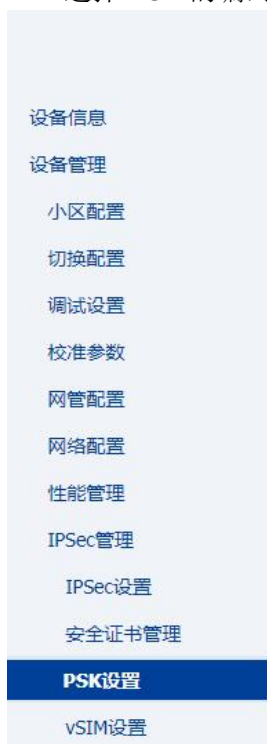 设备信息
设备管理
小区配置
切换配置
调试设置
校准参数
网管配置
网络配置
性能管理
IPSec管理
IPSec设置
安全证书管理
PSK设置
vSIM设置